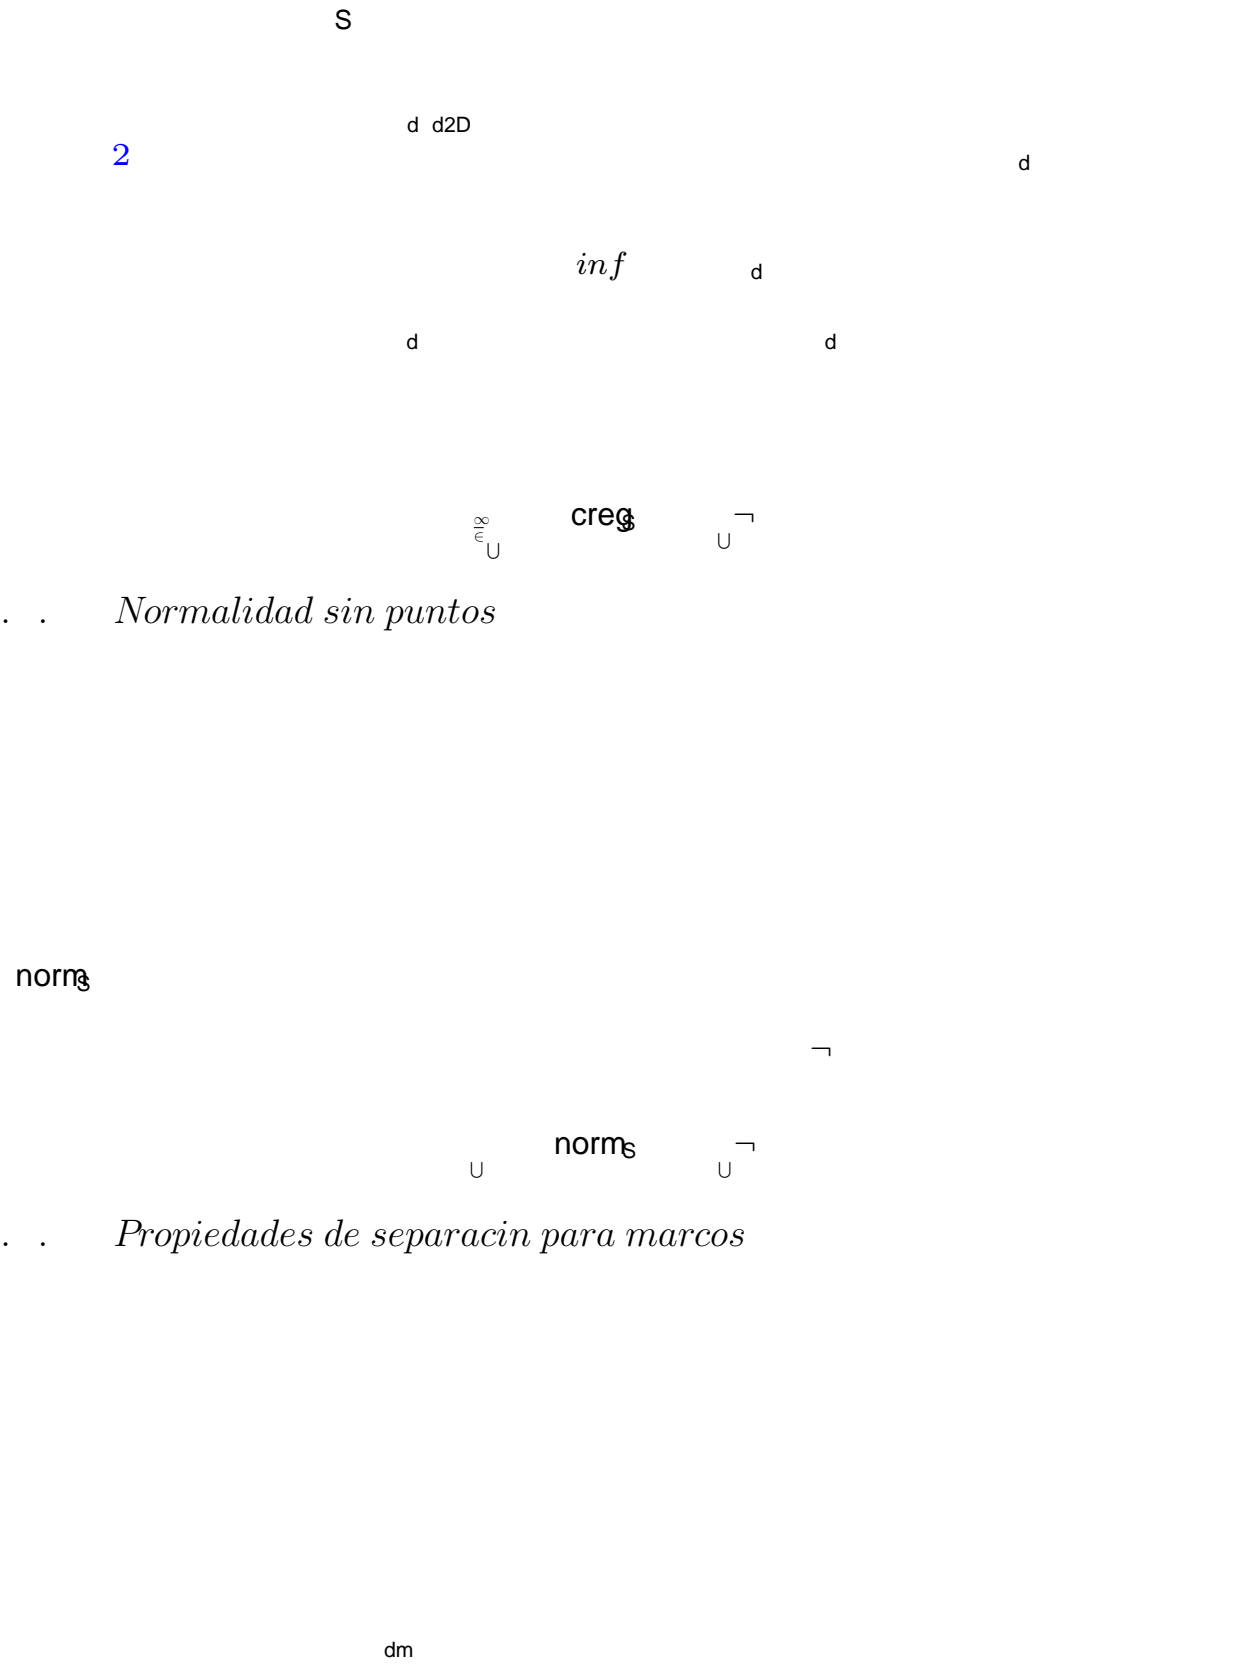 S
d d2D
2
d
inf d
d d
∞
∈ ∪ creg S ∪ ¬
. . Normalidad sin puntos
norm S
¬
∪ norm S ∪ ¬
. . Propiedades de separacin para marcos
dm